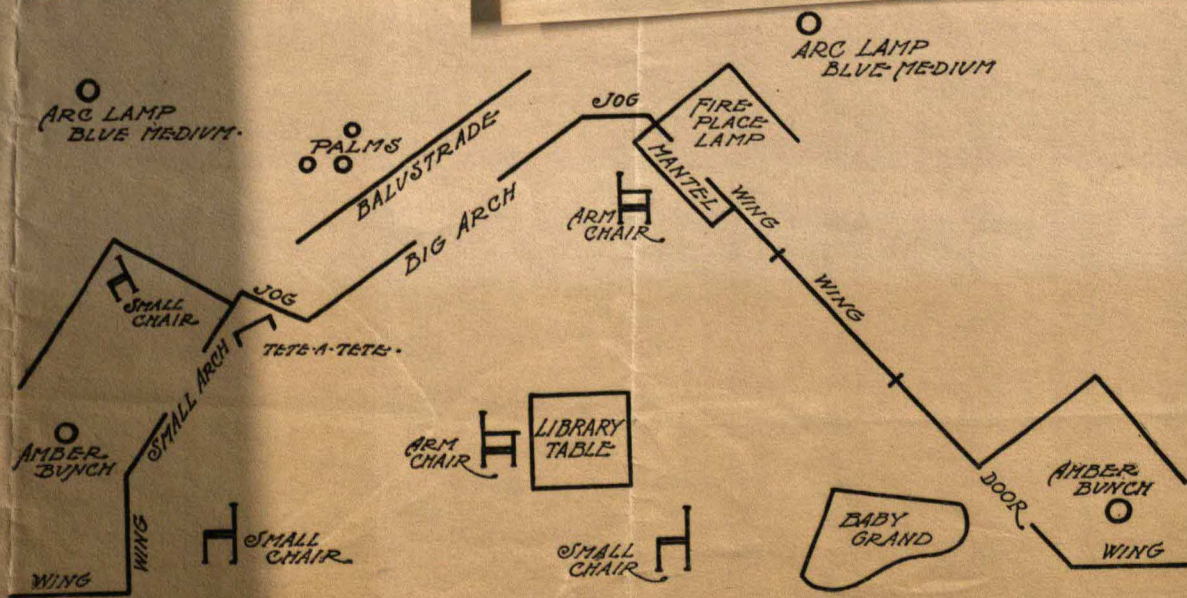 ARC LAMP
BLUE MEDIUM
ARC LAMP
BLUE MEDIUM.
JOG
FIRE-
PLACE
LAMP
PALMS
BALUSTRADE
MANTEL
WING
BIG ARCH
ARM
CHAIR
SMALL
CHAIR
JOG
WING
TETE-A-TETE.
SMALL ARCH
AMBER
BUNCH
ARM
CHAIR
LIBRARY
TABLE
AMBER
BUNCH
DOOR
WING
WING
SMALL
CHAIR
SMALL
CHAIR
BABY
GRAND
WING